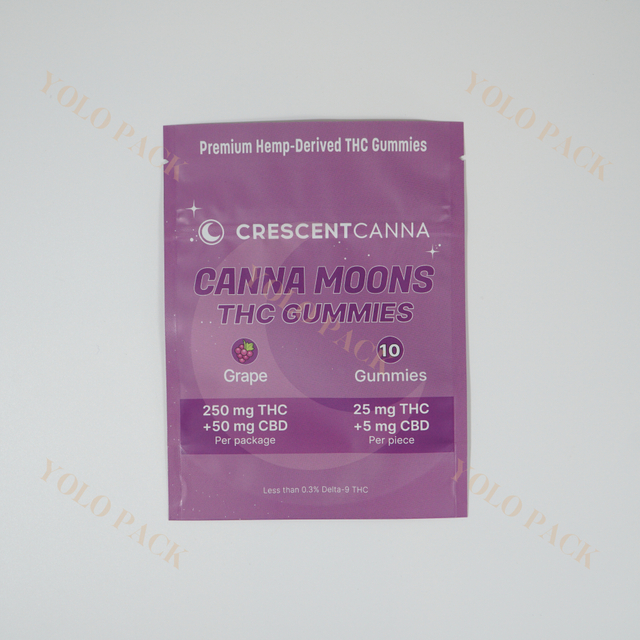 YOLO PACK
YOLO PACK
Premium Hemp-Derived THC Gummies
CRESCENTCANNA
CANNA MOONS
THC GUMMIES
YOLO PACK
10
Grape
Gummies
250 mg THC
+50 mg CBD
Per package
25 mg THC
+5 mg CBD
Per piece
Less than 0.3% Delta-9 THC
YOLO PACK
YOLO PACK